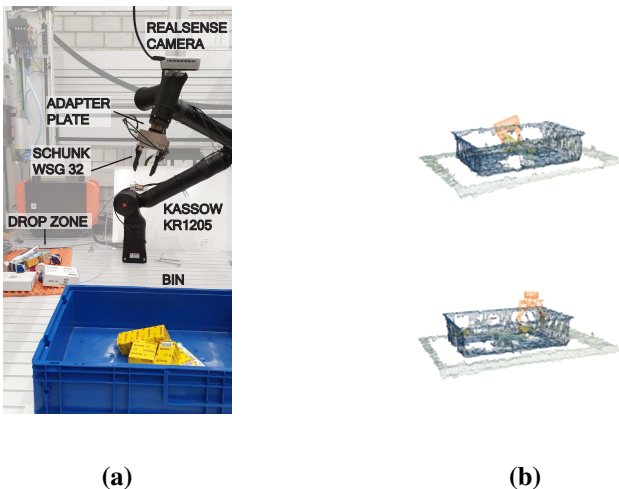 REALSENSE
CAMERA
ADAPTER
PLATE
SCHUNK
WSG 32
KASSOW
KR1205
DROP ZONE
BIN
(a)
(b)